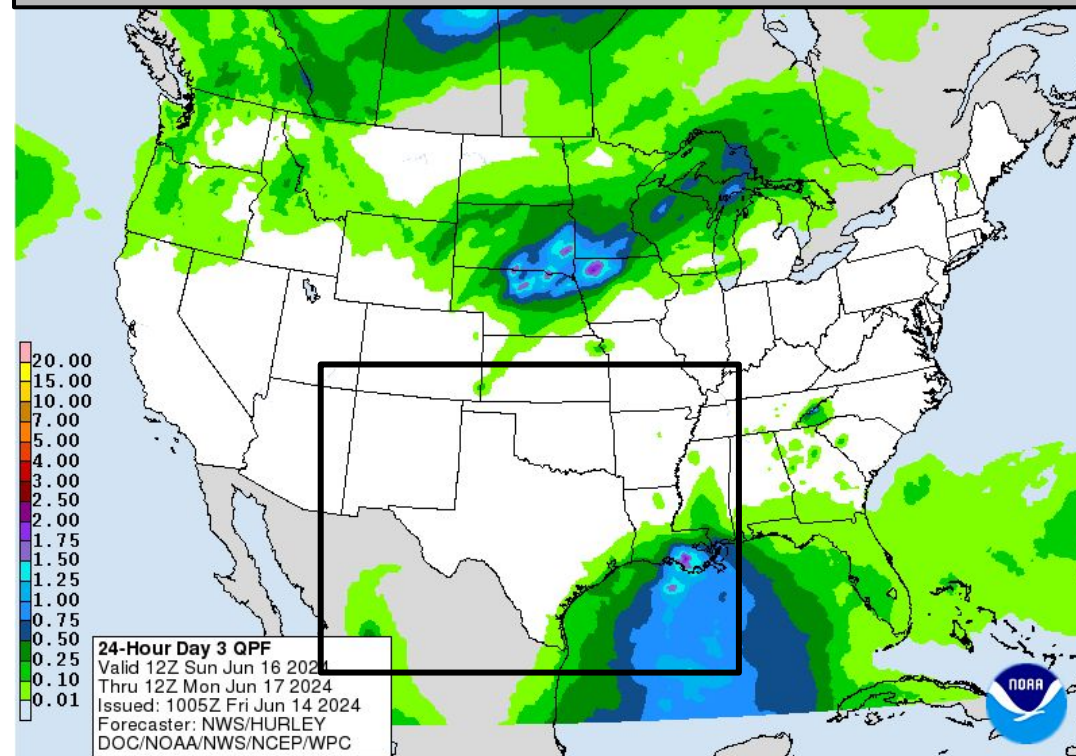 20.00
15.00
10.00
7.00
5.00
4.00
3.00
2.50
2.00
1.75
1.50
1.25
1.00
0.75
0.50
0.25
0.10
0.01
24-Hour Day 3 QPF
Valid 12Z Sun Jun 16 2024
Thru 12Z Mon Jun 17 2024
Issued: 1005Z Fri Jun 14 2024
Forecaster: NWS/HURLEY
DOC/NOAA/NWS/NCEP/WPC
NOAA